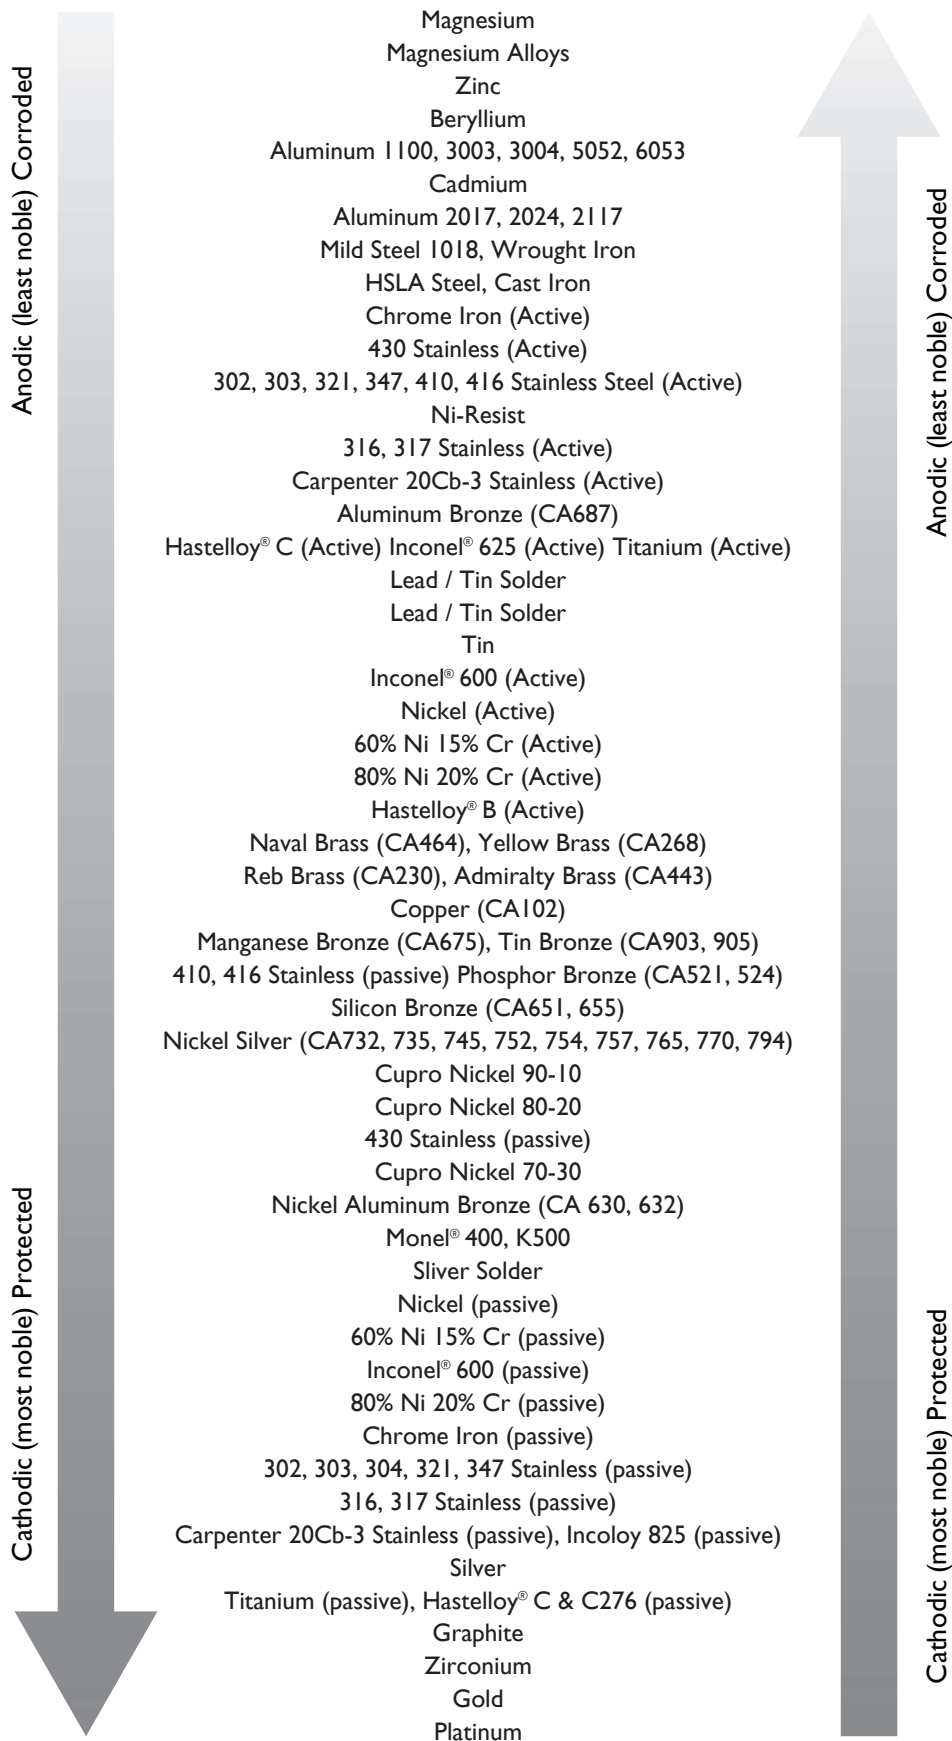 Magnesium
Magnesium Alloys
Zinc
Beryllium
Aluminum 1100, 3003, 3004, 5052, 6053
Cadmium
Aluminum 2017, 2024, 2117
Mild Steel 1018, Wrought Iron
HSLA Steel, Cast Iron
Chrome Iron (Active)
430 Stainless (Active)
302, 303, 321, 347, 410, 416 Stainless Steel (Active)
Ni-Resist
316, 317 Stainless (Active)
Carpenter 20Cb-3 Stainless (Active)
Aluminum Bronze (CA687)
Hastelloy® C (Active) Inconel® 625 (Active) Titanium (Active)
Lead / Tin Solder
Lead / Tin Solder
Tin
Inconel® 600 (Active)
Nickel (Active)
60% Ni 15% Cr (Active)
80% Ni 20% Cr (Active)
Hastelloy® B (Active)
Naval Brass (CA464), Yellow Brass (CA268)
Reb Brass (CA230), Admiralty Brass (CA443)
Copper (CA102)
Manganese Bronze (CA675), Tin Bronze (CA903, 905)
410, 416 Stainless (passive) Phosphor Bronze (CA521, 524)
Silicon Bronze (CA651, 655)
Nickel Silver (CA732, 735, 745, 752, 754, 757, 765, 770, 794)
Cupro Nickel 90-10
Cupro Nickel 80-20
430 Stainless (passive)
Cupro Nickel 70-30
Nickel Aluminum Bronze (CA 630, 632)
Monel® 400, K500
Sliver Solder
Nickel (passive)
60% Ni 15% Cr (passive)
Inconel® 600 (passive)
80% Ni 20% Cr (passive)
Chrome Iron (passive)
302, 303, 304, 321, 347 Stainless (passive)
316, 317 Stainless (passive)
Carpenter 20Cb-3 Stainless (passive), Incoloy 825 (passive)
Silver
Titanium (passive), Hastelloy® C & C276 (passive)
Graphite
Zirconium
Gold
Platinum
Anodic (least noble) Corroded
Cathodic (most noble) Protected
Anodic (least noble) Corroded
Cathodic (most noble) Protected